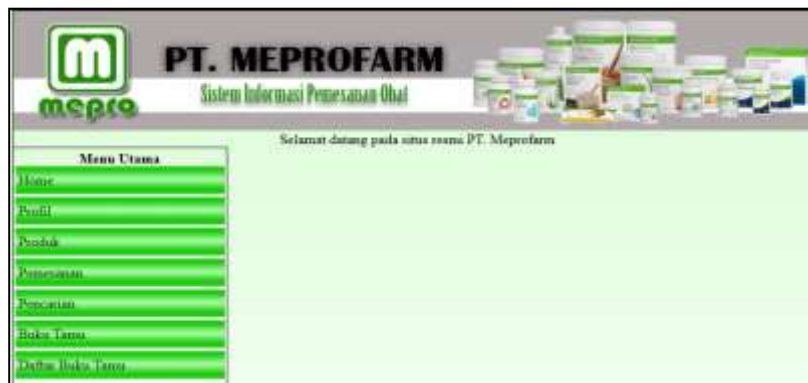 PT. MEPROFARM
Sistem Informasi Pemesanan Obat
mepro
Selamat datang pada situs resmi PT. Meprofarm
Menu Utama
Home
Profil
Produk
Pemesanan
Pencarian
Buku Tamu
Daftar Buku Tamu